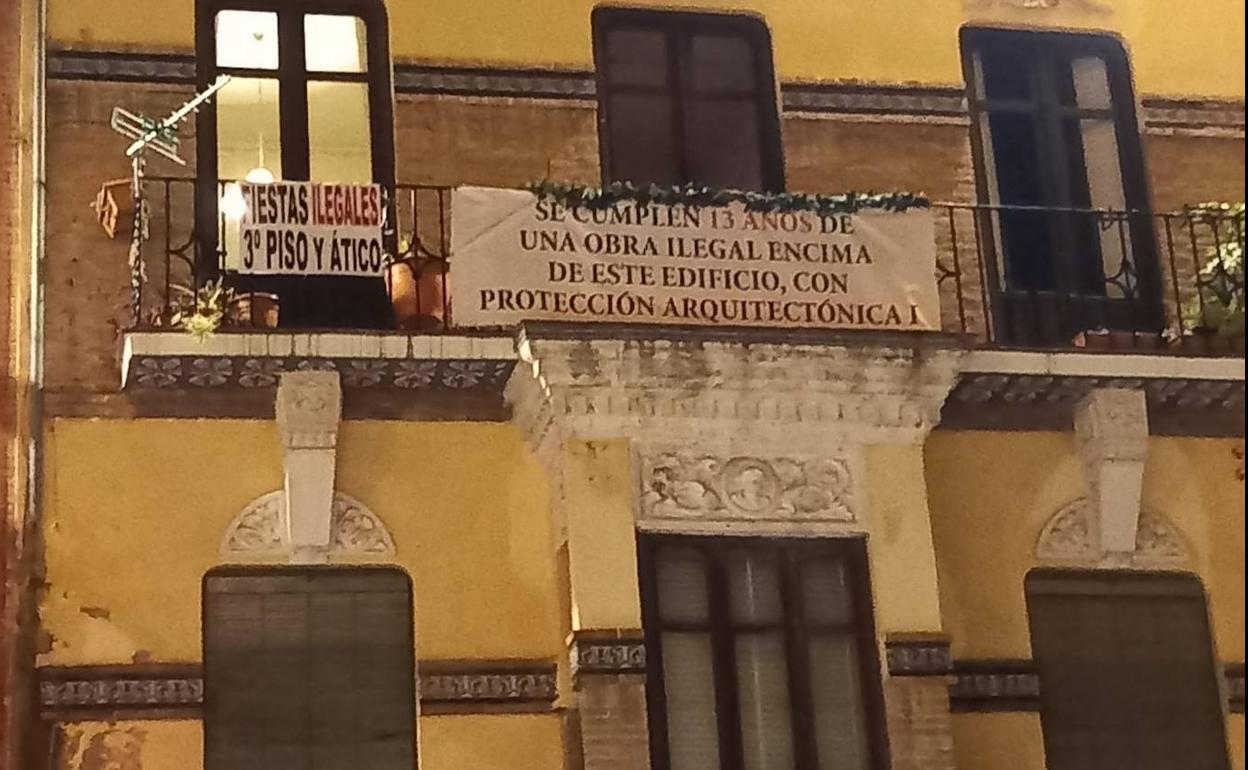 FIESTAS ILEGALES
3º PISO Y ÁTICO
SE CUMPLEN 13 AÑOS DE
UNA OBRA ILEGAL ENCIMA
DE ESTE EDIFICIO, CON
PROTECCIÓN ARQUITECTÓNICA I